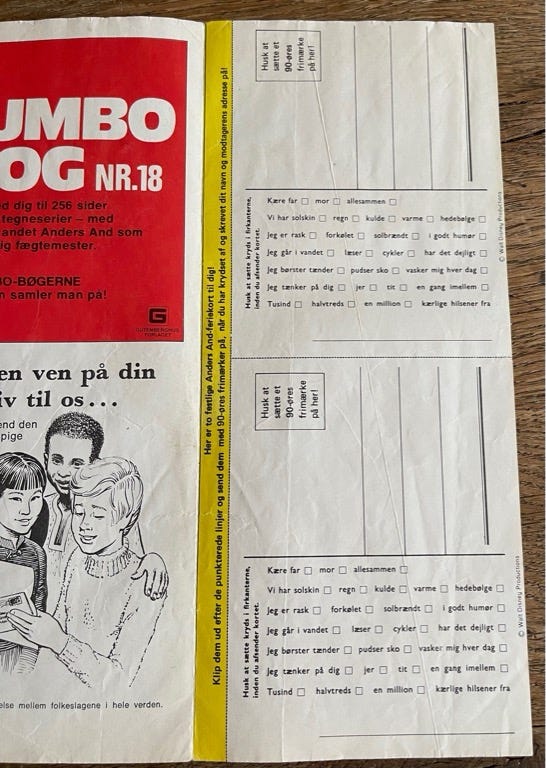 UMBO
OG NR.18
d dig til 256 sider
tegneserier – med
landet Anders And som
ig fægtemester.
BO-BØGERNE
n samler man på!
G
GUTENBERGHUS
FORLAGET
en ven på din
iv til os...
end den
pige
else mellem folkeslagene i hele verden.
Her er to festlige Anders And-feriekort til dig!
Klip dem ud efter de punkterede linjer og send dem med 90-øres frimærker på, når du har krydset af og skrevet dit navn og modtagerens adresse på!
Husk at
sætte et
90-øres
frimærke
på her!
Husk at sætte kryds i firkanterne,
inden du afsender kortet.
Kære far □ mor □ allesammen □
Vi har solskin □ regn □ kulde □ varme □ hedebølge □
Jeg er rask □ forkølet □ solbrændt □ i godt humør □
Jeg går i vandet □ læser □ cykler □ har det dejligt □
Jeg børster tænder □ pudser sko □ vasker mig hver dag □
Jeg tænker på dig □ jer □ tit □ en gang imellem □
Tusind □ halvtreds □ en million □ kærlige hilsener fra
© Walt Disney Productions
Husk at
sætte et
90-øres
frimærke
på her!
Husk at sætte kryds i firkanterne,
inden du afsender kortet.
Kære far □ mor □ allesammen □
Vi har solskin □ regn □ kulde □ varme □ hedebølge □
Jeg er rask □ forkølet □ solbrændt □ i godt humør □
Jeg går i vandet □ læser □ cykler □ har det dejligt □
Jeg børster tænder □ pudser sko □ vasker mig hver dag □
Jeg tænker på dig □ jer □ tit □ en gang imellem □
Tusind □ halvtreds □ en million □ kærlige hilsener fra
© Walt Disney Productions